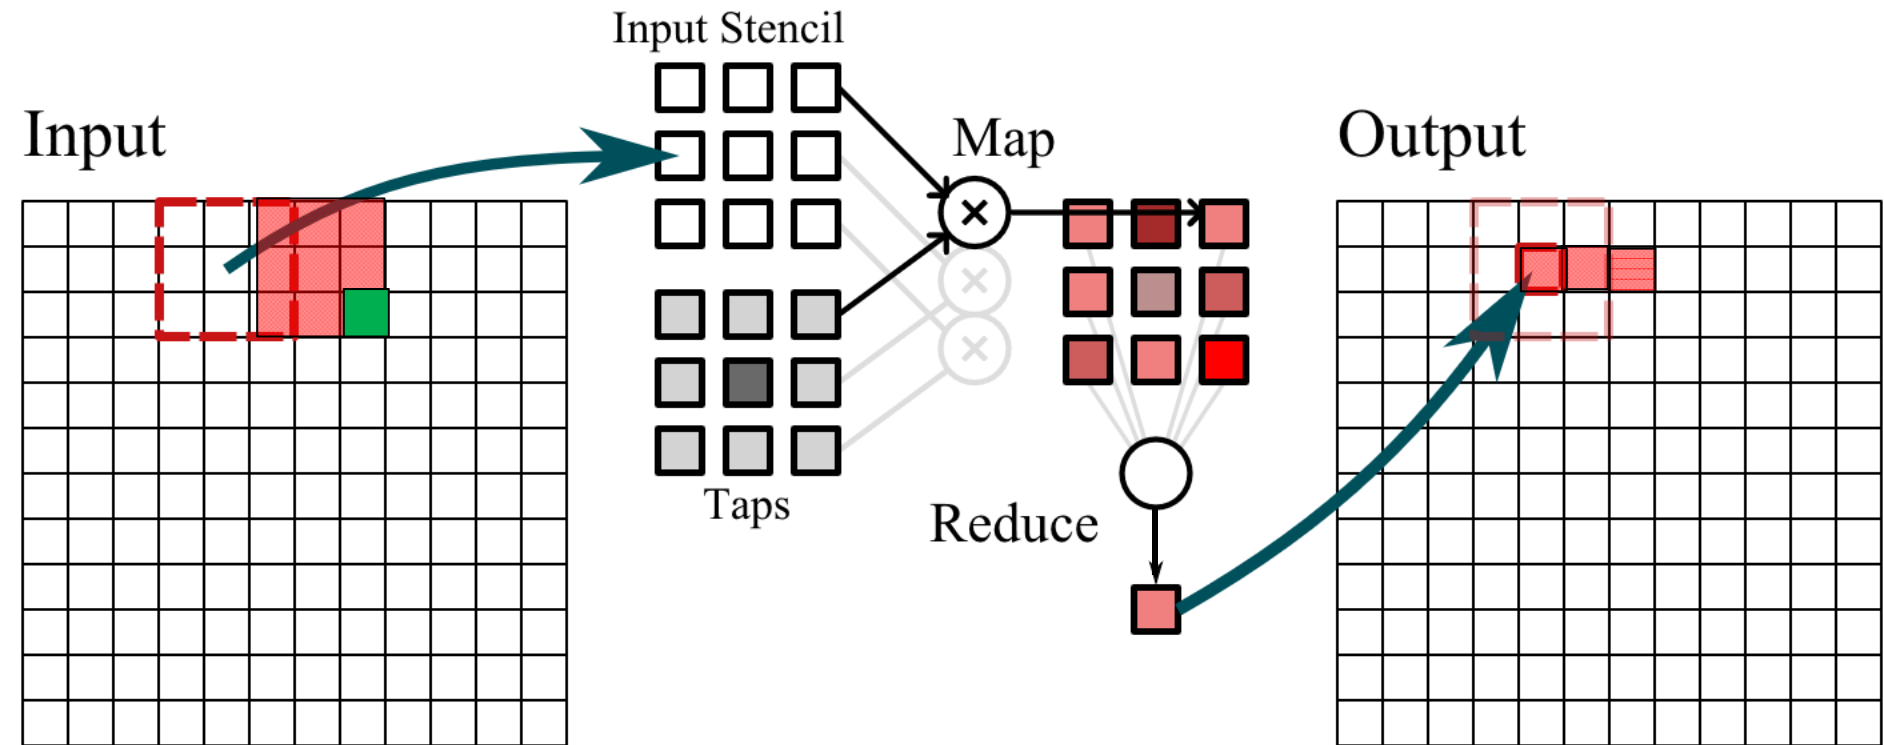 Input Stencil
Input
Map
Output
Taps
Reduce